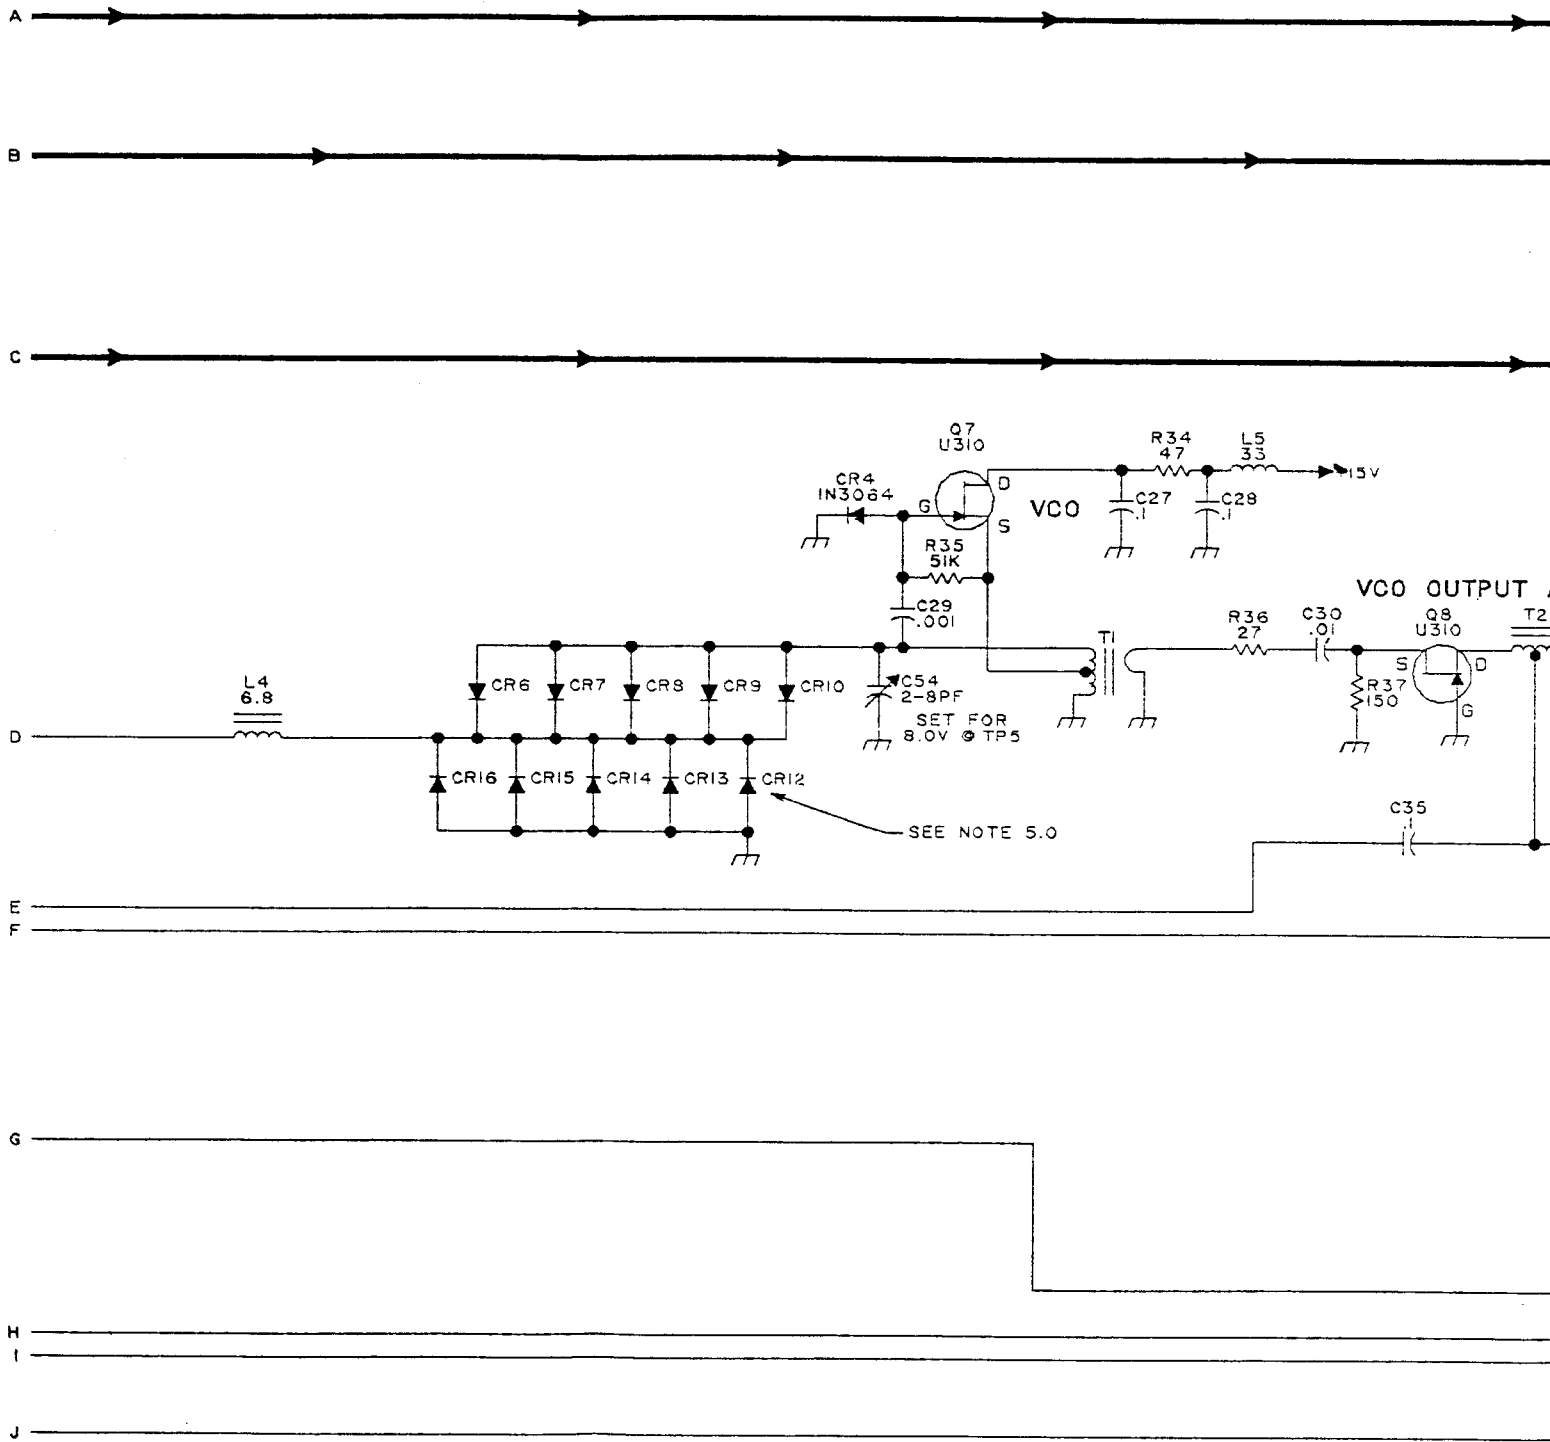 A
B
C
Q7
U310
R34
47
L5
33
CR4
1N3064
D
+15V
G
VCO
C27
.1
C28
.1
S
R35
51K
VCO OUTPUT
C29
.001
T1
R36
27
C30
.01
Q8
U310
T2
S
D
L4
6.8
CR6
CR7
CR8
CR9
CR10
C54
2-8PF
R37
150
G
SET FOR
8.0V @ TP5
D
CR16
CR15
CR14
CR13
CR12
C35
.1
SEE NOTE 5.0
E
F
G
H
I
J